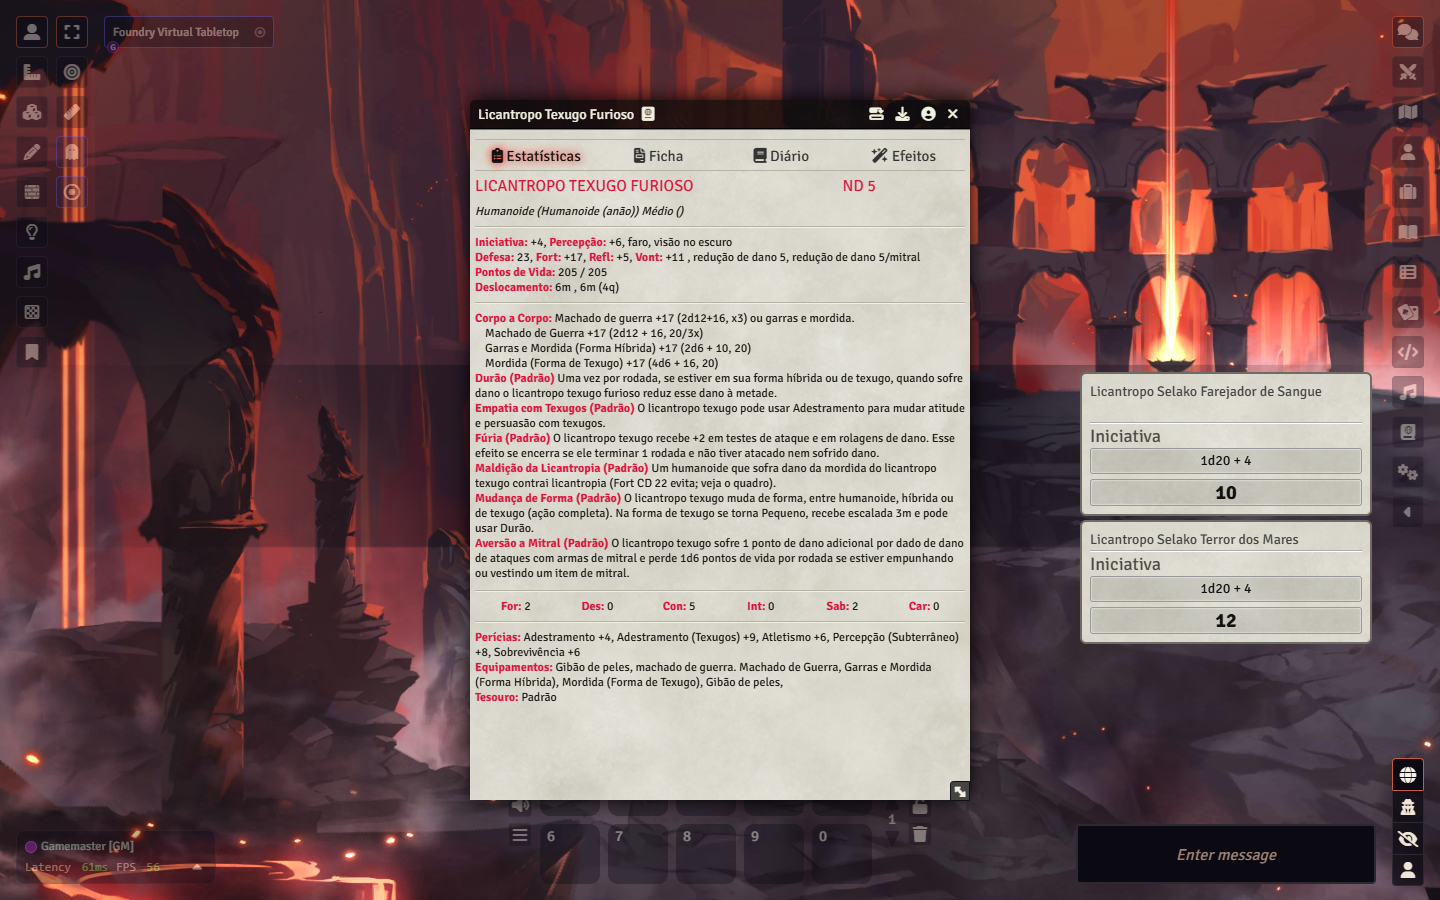 Foundry Virtual Tabletop
G
Licantropo Texugo Furioso
Estatísticas
Ficha
Diário
Efeitos
LICANTROPO TEXUGO FURIOSO
ND 5
Humanoide (Humanoide (anão)) Médio ()
Iniciativa: +4, Percepção: +6, faro, visão no escuro
Defesa: 23, Fort: +17, Refl: +5, Vont: +11 , redução de dano 5, redução de dano 5/mitral
Pontos de Vida: 205 / 205
Deslocamento: 6m , 6m (4q)
Corpo a Corpo: Machado de guerra +17 (2d12+16, x3) ou garras e mordida.
Machado de Guerra +17 (2d12 + 16, 20/3x)
Garras e Mordida (Forma Híbrida) +17 (2d6 + 10, 20)
Mordida (Forma de Texugo) +17 (4d6 + 16, 20)
Durão (Padrão) Uma vez por rodada, se estiver em sua forma híbrida ou de texugo, quando sofre
dano o licantropo texugo furioso reduz esse dano à metade.
Empatia com Texugos (Padrão) O licantropo texugo pode usar Adestramento para mudar atitude
e persuasão com texugos.
Fúria (Padrão) O licantropo texugo recebe +2 em testes de ataque e em rolagens de dano. Esse
efeito se encerra se ele terminar 1 rodada e não tiver atacado nem sofrido dano.
Maldição da Licantropia (Padrão) Um humanoide que sofra dano da mordida do licantropo
texugo contrai licantropia (Fort CD 22 evita; veja o quadro).
Mudança de Forma (Padrão) O licantropo texugo muda de forma, entre humanoide, híbrida ou
de texugo (ação completa). Na forma de texugo se torna Pequeno, recebe escalada 3m e pode
usar Durão.
Aversão a Mitral (Padrão) O licantropo texugo sofre 1 ponto de dano adicional por dado de dano
de ataques com armas de mitral e perde 1d6 pontos de vida por rodada se estiver empunhando
ou vestindo um item de mitral.
For: 2 Des: 0 Con: 5 Int: 0 Sab: 2 Car: 0
Perícias: Adestramento +4, Adestramento (Texugos) +9, Atletismo +6, Percepção (Subterrâneo)
+8, Sobrevivência +6
Equipamentos: Gibão de peles, machado de guerra. Machado de Guerra, Garras e Mordida
(Forma Híbrida), Mordida (Forma de Texugo), Gibão de peles,
Tesouro: Padrão
Licantropo Selako Farejador de Sangue
Iniciativa
1d20 + 4
10
Licantropo Selako Terror dos Mares
Iniciativa
1d20 + 4
12
6 7 8 9 0
1
Gamemaster [GM]
Latency 61ms FPS 56
Enter message